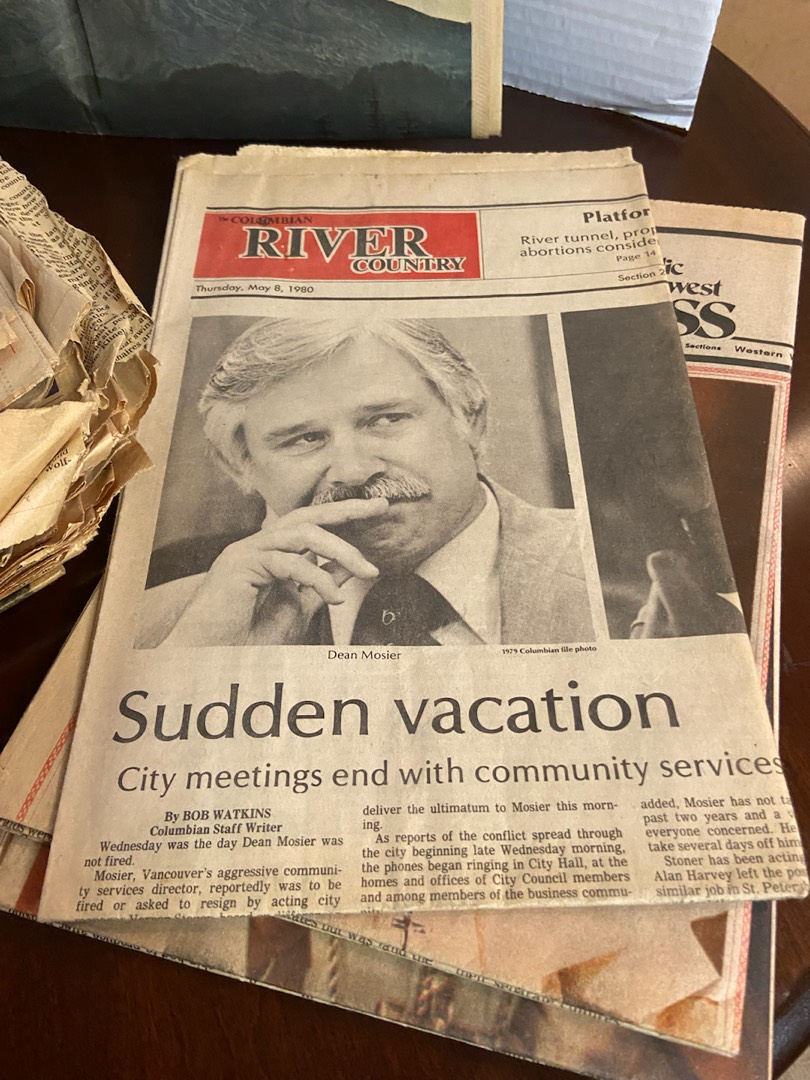 The COLUMBIAN
RIVER
COUNTRY
Platfor
River tunnel, prop
abortions conside
Page 14
Section 2
Thursday, May 8, 1980
Dean Mosier
1979 Columbian file photo
Sudden vacation
City meetings end with community services
By BOB WATKINS
Columbian Staff Writer
Wednesday was the day Dean Mosier was
not fired.
Mosier, Vancouver's aggressive communi-
ty services director, reportedly was to be
fired or asked to resign by acting city
deliver the ultimatum to Mosier this morn-
ing.
As reports of the conflict spread through
the city beginning late Wednesday morning,
the phones began ringing in City Hall, at the
homes and offices of City Council members
and among members of the business commu-
added, Mosier has not ta
past two years and a v
everyone concerned. He
take several days off him
Stoner has been actin
Alan Harvey left the po
similar job in St. Peter
ic
west
SS
Sections Western